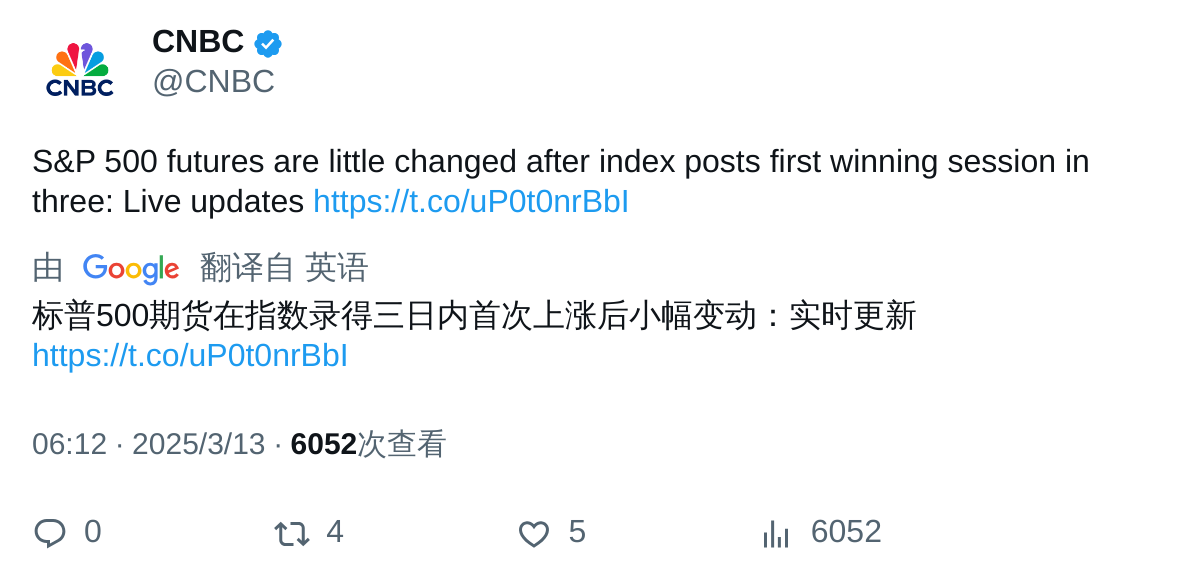 CNBC
CNBC
@CNBC
S&P 500 futures are little changed after index posts first winning session in
three: Live updates https://t.co/uP0t0nrBbI
由 Google 翻译自 英语
标普500期货在指数录得三日内首次上涨后小幅变动：实时更新
https://t.co/uP0t0nrBbI
06:12 · 2025/3/13 · 6052次查看
0 4 5 6052